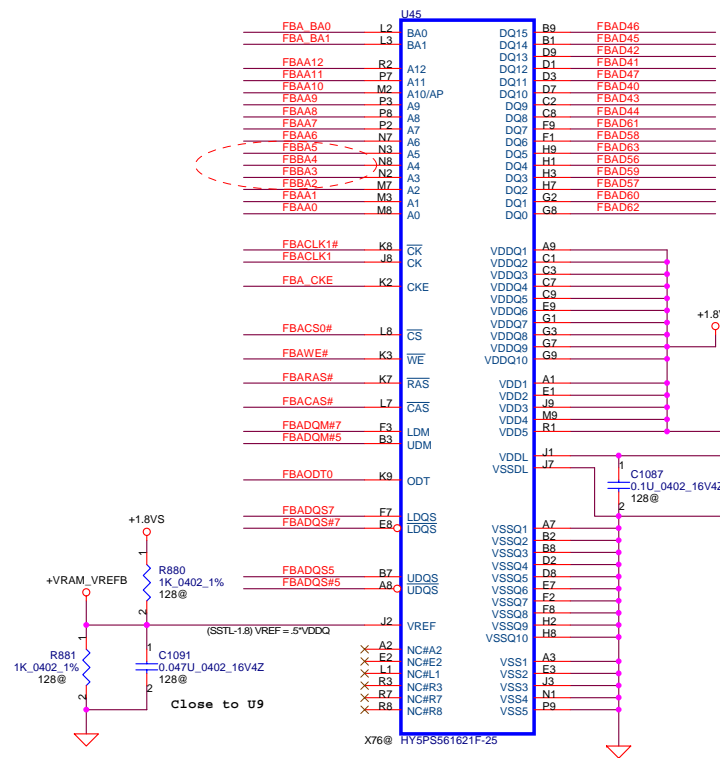 U45
FBA_BA0 L2 BA0 DQ15 B9 FBAD46
FBA_BA1 L3 BA1 DQ14 B1 FBAD45
DQ13 D9 FBAD42
FBAA12 R2 A12 DQ12 D1 FBAD41
FBAA11 P7 A11 DQ11 D3 FBAD47
FBAA10 M2 A10/AP DQ10 D7 FBAD40
FBAA9 P3 A9 DQ9 C2 FBAD43
FBAA8 P8 A8 DQ8 C8 FBAD44
FBAA7 P2 A7 DQ7 F9 FBAD61
FBAA6 N7 A6 DQ6 F1 FBAD58
FBBA5 N3 A5 DQ5 H9 FBAD63
FBBA4 N8 A4 DQ4 H1 FBAD56
FBBA3 N2 A3 DQ3 H3 FBAD59
FBBA2 M7 A2 DQ2 H7 FBAD57
FBAA1 M3 A1 DQ1 G2 FBAD60
FBAA0 M8 A0 DQ0 G8 FBAD62
FBACLK1# K8 CK VDDQ1 A9
FBACLK1 J8 CK VDDQ2 C1
VDDQ3 C3
FBA_CKE K2 CKE VDDQ4 C7
VDDQ5 C9
VDDQ6 E9
VDDQ7 G1
+1.8V
FBACS0# L8 CS VDDQ8 G3
VDDQ9 G7
FBAWE# K3 WE VDDQ10 G9
FBARAS# K7 RAS VDD1 A1
VDD2 E1
FBACAS# L7 CAS VDD3 J9
VDD4 M9
FBADQM#7 F3 LDM VDD5 R1
FBADQM#5 B3 UDM
VDDL J1
VSSDL J7
FBAODT0 K9 ODT
1 C1087
0.1U_0402_16V4Z
2 128@
FBADQS7 F7 LDQS
FBADQS#7 E8 LDQS VSSQ1 A7
VSSQ2 B2
VSSQ3 B8
VSSQ4 D2
FBADQS5 B7 UDQS VSSQ5 D8
FBADQS#5 A8 UDQS VSSQ6 E7
VSSQ7 F2
VSSQ8 F8
VSSQ9 H2
VSSQ10 H8
+1.8VS
1 R880
1K_0402_1%
2 128@
+VRAM_VREFB
(SSTL-1.8) VREF = .5*VDDQ J2 VREF
1 R881
1K_0402_1%
2 128@
1 C1091
0.047U_0402_16V4Z
2 128@
Close to U9
A2 NC#A2 VSS1 A3
E2 NC#E2 VSS2 E3
L1 NC#L1 VSS3 J3
R3 NC#R3 VSS4 N1
R7 NC#R7 VSS5 P9
R8 NC#R8
X76@ HY5PS561621F-25